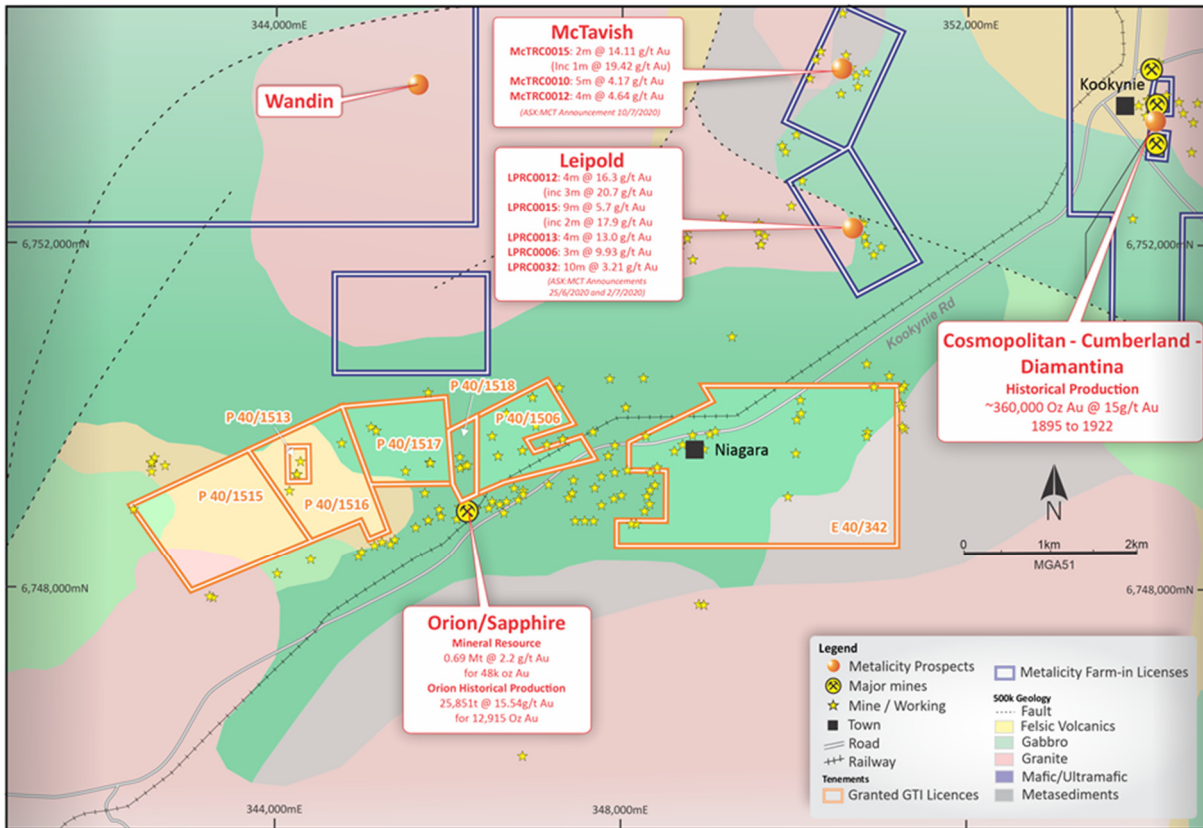 344,000mE
352,000mE
McTavish
McTRC0015: 2m @ 14.11 g/t Au
(Inc 1m @ 19.42 g/t Au)
McTRC0010: 5m @ 4.17 g/t Au
McTRC0012: 4m @ 4.64 g/t Au
(ASX:MCT Announcement 10/7/2020)
Wandin
Kookynie
Leipold
LPRC0012: 4m @ 16.3 g/t Au
(inc 3m @ 20.7 g/t Au)
LPRC0015: 9m @ 5.7 g/t Au
(inc 2m @ 17.9 g/t Au)
LPRC0013: 4m @ 13.0 g/t Au
LPRC0006: 3m @ 9.93 g/t Au
LPRC0032: 10m @ 3.21 g/t Au
(ASX:MCT Announcements
25/6/2020 and 2/7/2020)
6,752,000mN
6,752,000mN
Kookynie Rd
Cosmopolitan - Cumberland -
Diamantina
Historical Production
~360,000 Oz Au @ 15g/t Au
1895 to 1922
P 40/1518
P 40/1513
P 40/1517
P 40/1506
Niagara
P 40/1515
P 40/1516
E 40/342
N
0 1km 2km
MGA51
6,748,000mN
6,748,000mN
Orion/Sapphire
Mineral Resource
0.69 Mt @ 2.2 g/t Au
for 48k oz Au
Orion Historical Production
25,851t @ 15.54g/t Au
for 12,915 Oz Au
Legend
Metalicity Prospects
Major mines
Mine / Working
Town
Road
Railway
Tenements
Granted GTI Licences
Metalicity Farm-in Licenses
500k Geology
Fault
Felsic Volcanics
Gabbro
Granite
Mafic/Ultramafic
Metasediments
344,000mE
348,000mE